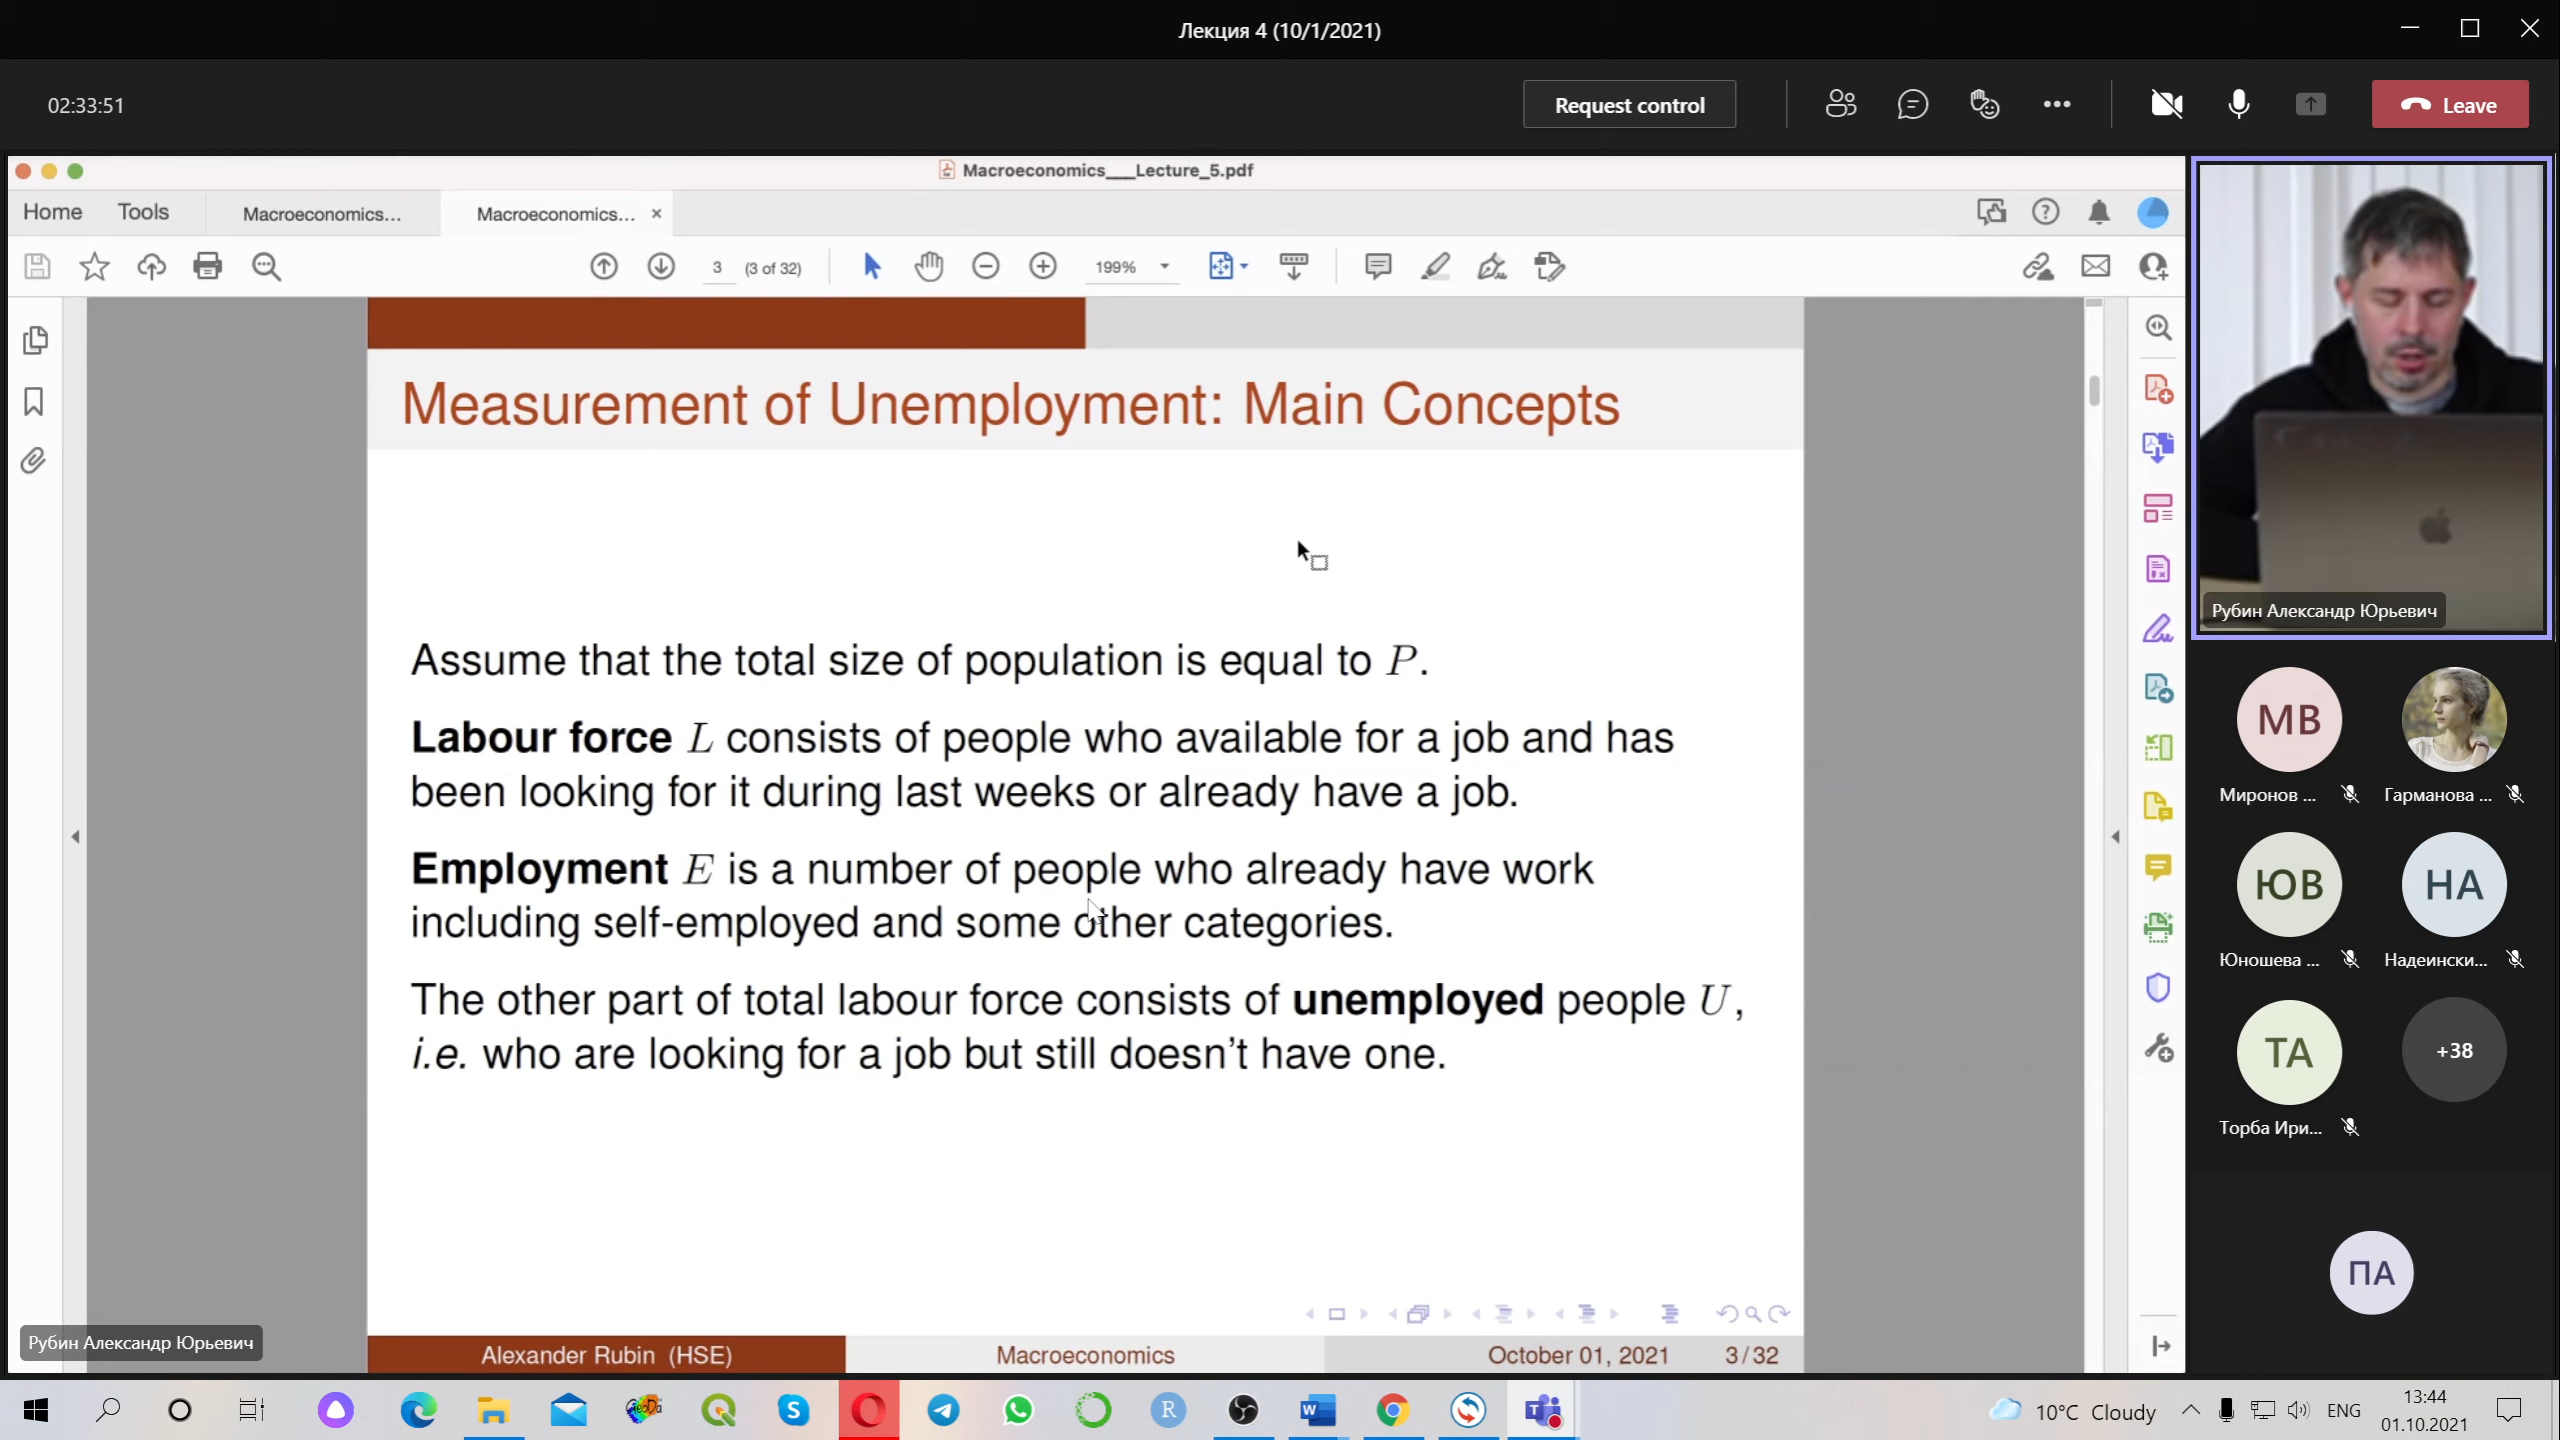 Лекция 4 (10/1/2021)
02:33:51
Request control
Leave
Macroeconomics___Lecture_5.pdf
Home
Tools
Macroeconomics...
Macroeconomics...
3
(3 of 32)
199%
Measurement of Unemployment: Main Concepts
Assume that the total size of population is equal to P.
Labour force L consists of people who available for a job and has
been looking for it during last weeks or already have a job.
Employment E is a number of people who already have work
including self-employed and some other categories.
The other part of total labour force consists of unemployed people U,
i.e. who are looking for a job but still doesn't have one.
Alexander Rubin (HSE)
Macroeconomics
October 01, 2021
3/32
Рубин Александр Юрьевич
Рубин Александр Юрьевич
МВ
Миронов ...
Гарманова ...
ЮВ
НА
Юношева ...
Надеински...
ТА
+38
Торба Ири...
ПА
GeoDa
R
W
T
10°C Cloudy
ENG
13:44
01.10.2021